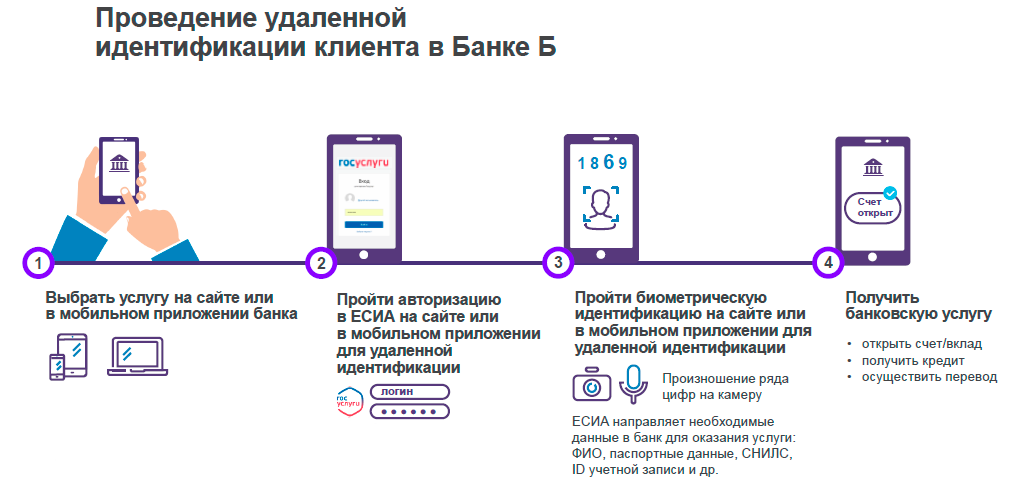 Проведение удаленной
идентификации клиента в Банке Б
госуслуги
Вход
1 8 6 9
Счет
открыт
1
2
3
4
Выбрать услугу на сайте или
в мобильном приложении банка
Пройти авторизацию
в ЕСИА на сайте или
в мобильном приложении
для удаленной
идентификации
гос
услуги
логин
Пройти биометрическую
идентификацию на сайте или
в мобильном приложении для
удаленной идентификации
Произношение ряда
цифр на камеру
ЕСИА направляет необходимые
данные в банк для оказания услуги:
ФИО, паспортные данные, СНИЛС,
ID учетной записи и др.
Получить
банковскую услугу
• открыть счет/вклад
• получить кредит
• осуществить перевод